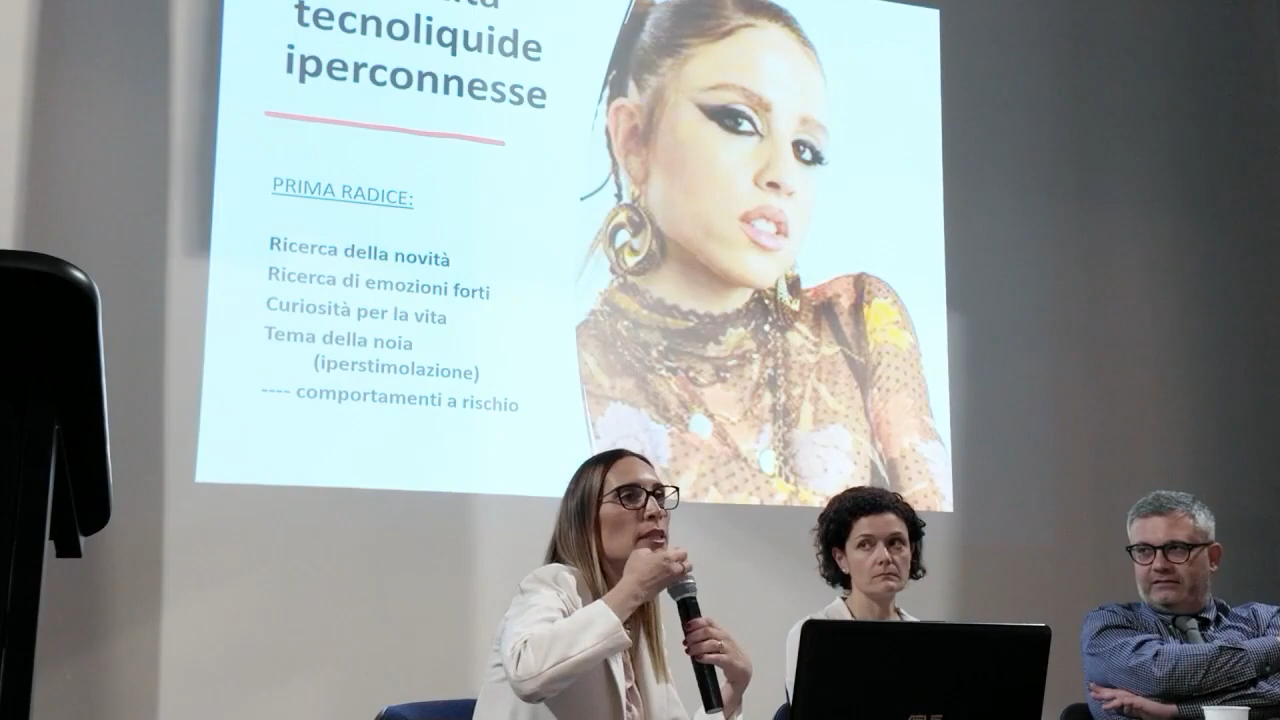 tecnoliquide
iperconnesse
PRIMA RADICE:
Ricerca della novità
Ricerca di emozioni forti
Curiosità per la vita
Tema della noia
(iperstimolazione)
---- comportamenti a rischio